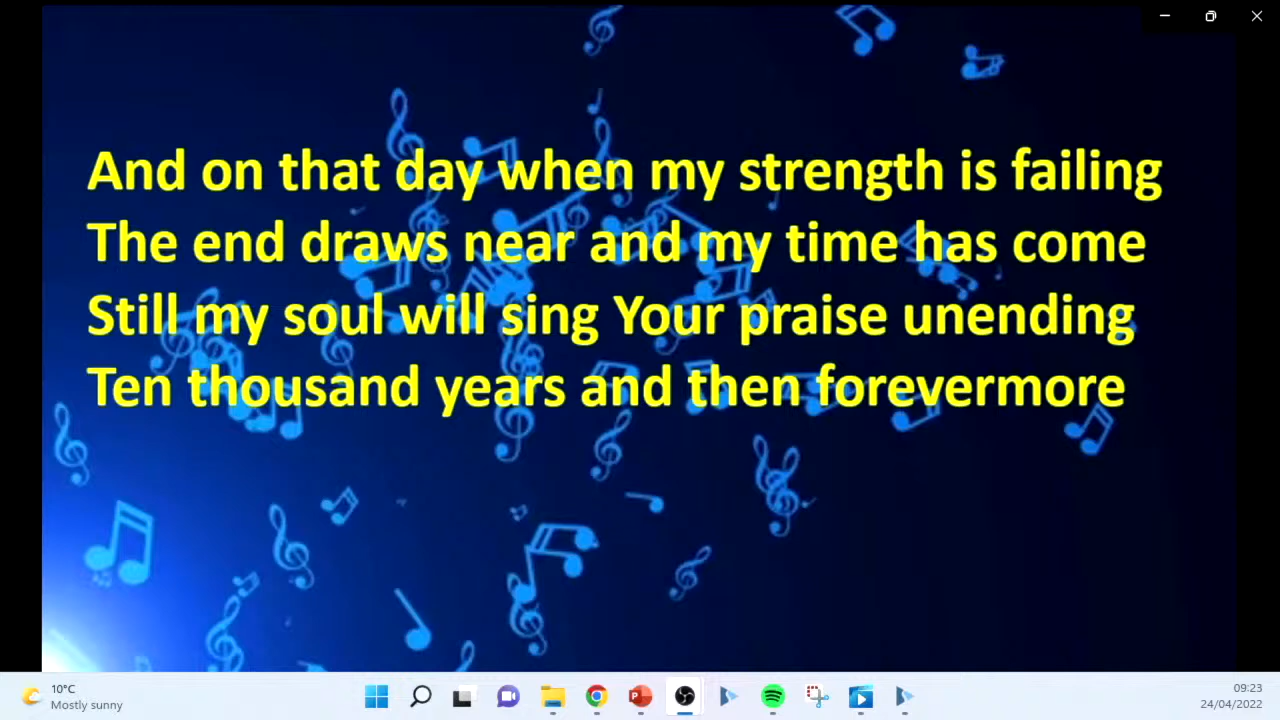 And on that day when my strength is failing
The end draws near and my time has come
Still my soul will sing Your praise unending
Ten thousand years and then forevermore
10°C
Mostly sunny
09:23
24/04/2022